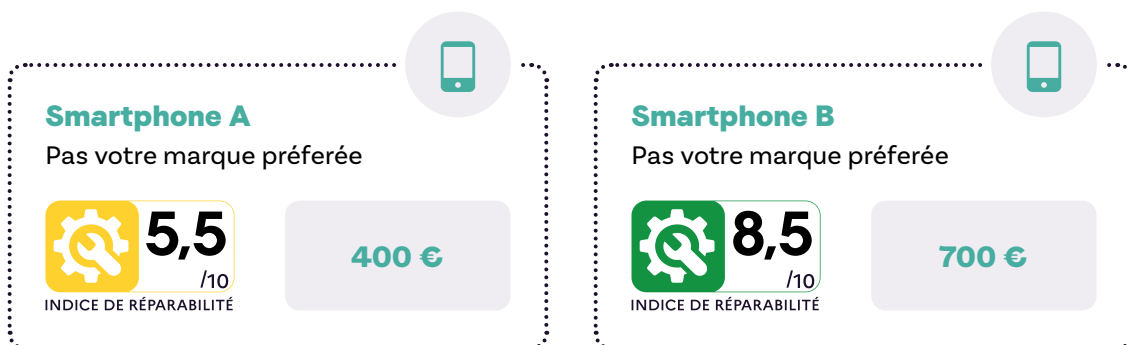 Smartphone A
Pas votre marque préferée
5,5
/10
INDICE DE RÉPARABILITÉ
400 €
Smartphone B
Pas votre marque préferée
8,5
/10
INDICE DE RÉPARABILITÉ
700 €